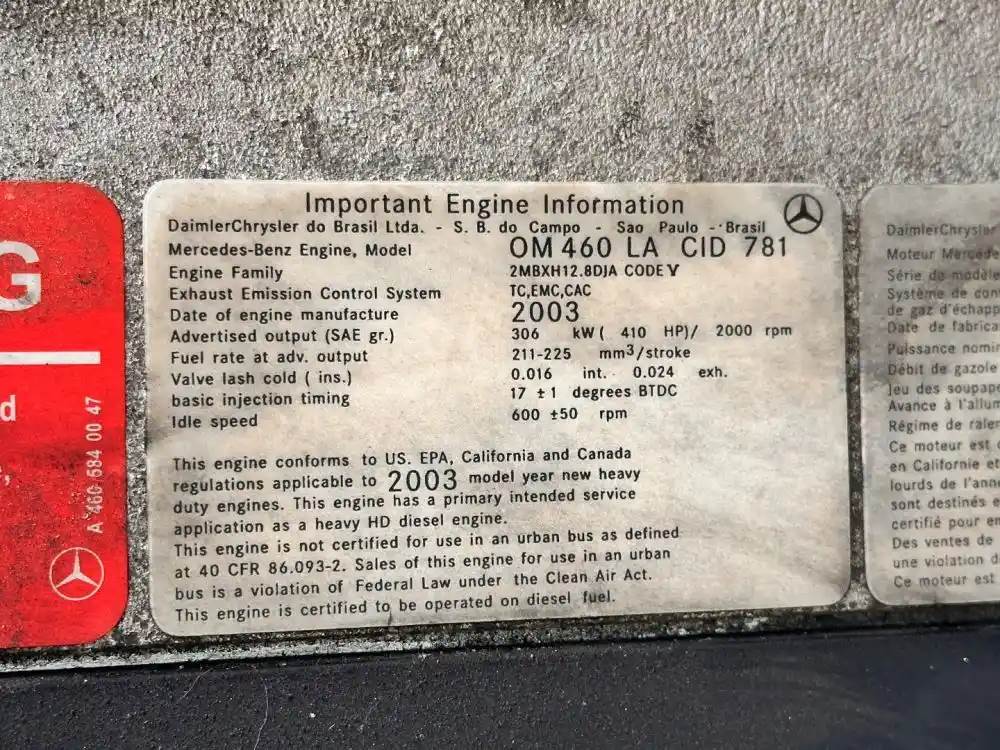 G
d
,
A 460 584 00 47
Important Engine Information
DaimlerChrysler do Brasil Ltda. - S. B. do Campo - Sao Paulo - Brasil
Mercedes-Benz Engine, Model OM 460 LA CID 781
Engine Family 2MBXH12.8DJA CODE Y
Exhaust Emission Control System TC,EMC,CAC
Date of engine manufacture 2003
Advertised output (SAE gr.) 306 kW ( 410 HP)/ 2000 rpm
Fuel rate at adv. output 211-225 mm³/stroke
Valve lash cold ( ins.) 0.016 int. 0.024 exh.
basic injection timing 17 ±1 degrees BTDC
Idle speed 600 ±50 rpm
This engine conforms to US. EPA, California and Canada
regulations applicable to 2003 model year new heavy
duty engines. This engine has a primary intended service
application as a heavy HD diesel engine.
This engine is not certified for use in an urban bus as defined
at 40 CFR 86.093-2. Sales of this engine for use in an urban
bus is a violation of Federal Law under the Clean Air Act.
This engine is certified to be operated on diesel fuel.
DaimlerChrysler
Moteur Mercede
Série de modèle
Système de con
de gaz d'échapp
Date de fabrica
Puissance nomin
Débit de gazole
Jeu des soupape
Avance à l'allum
Régime de raler
Ce moteur est
en Californie et
lourds de l'anné
sont destinés e
certifié pour e
Des ventes de
une violation d
Ce moteur est